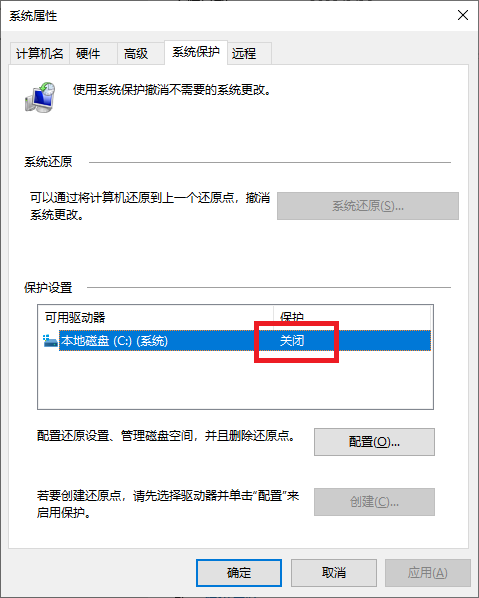 系统属性
计算机名 硬件 高级 系统保护 远程
使用系统保护撤消不需要的系统更改。
系统还原
可以通过将计算机还原到上一个还原点，撤消
系统更改。
系统还原(S)...
保护设置
可用驱动器 保护
本地磁盘 (C:) (系统) 关闭
配置还原设置、管理磁盘空间，并且删除还原点。
配置(O)...
若要创建还原点，请先选择驱动器并单击“配置”来
启用保护。
创建(C)...
确定 取消 应用(A)